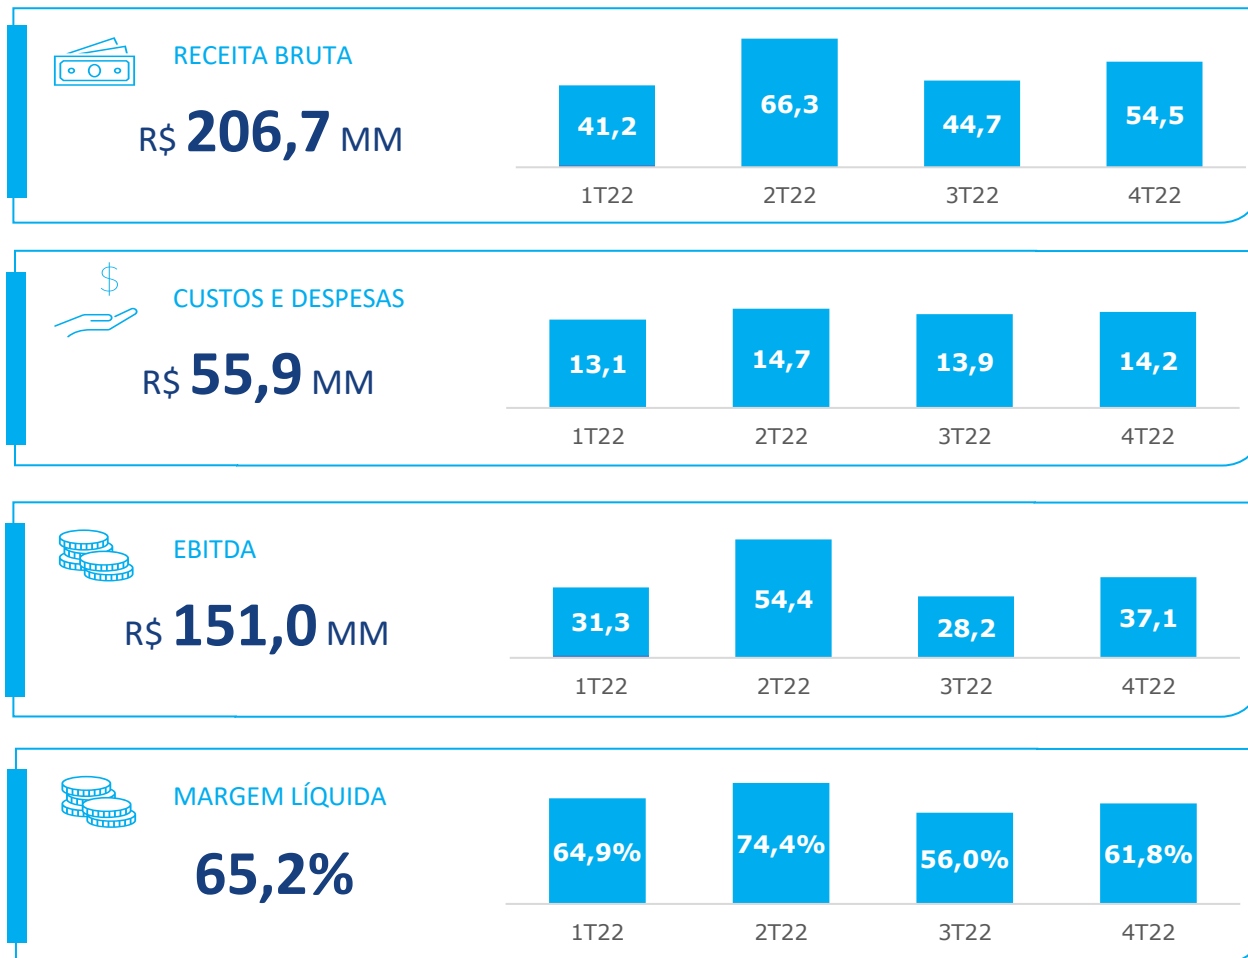 RECEITA BRUTA
R$ 206,7 MM
41,2 66,3 44,7 54,5
1T22 2T22 3T22 4T22
$
CUSTOS E DESPESAS
R$ 55,9 MM
13,1 14,7 13,9 14,2
1T22 2T22 3T22 4T22
EBITDA
R$ 151,0 MM
31,3 54,4 28,2 37,1
1T22 2T22 3T22 4T22
MARGEM LÍQUIDA
65,2%
64,9% 74,4% 56,0% 61,8%
1T22 2T22 3T22 4T22